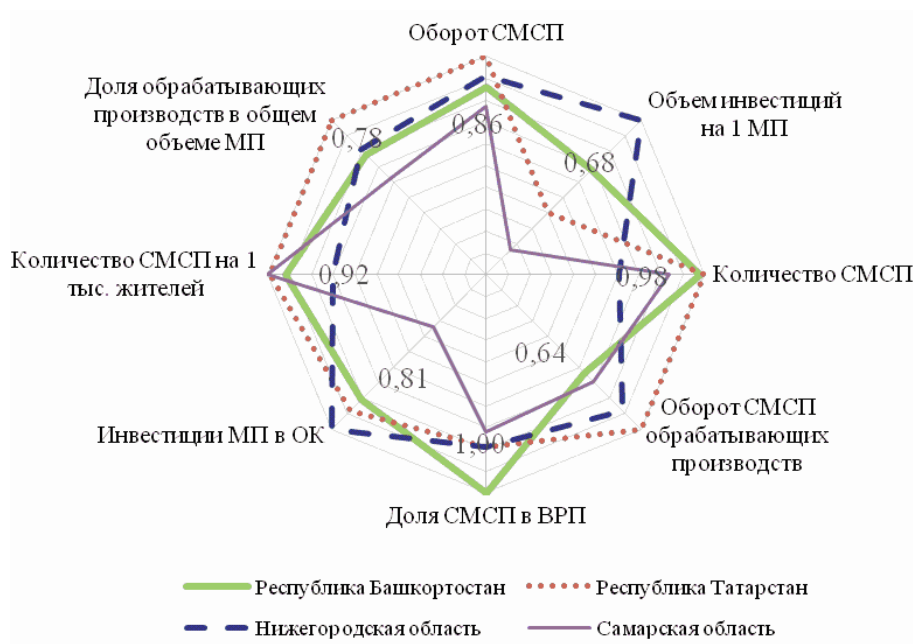 Оборот СМСП
Доля обрабатывающих
производств в общем
объеме МП
Объем инвестиций
на 1 МП
0,86
0,78
0,68
Количество СМСП на 1
тыс. жителей
0,92
0,98
Количество СМСП
0,64
0,81
Оборот СМСП
обрабатывающих
производств
Инвестиции МП в ОК
1,00
Доля СМСП в ВРП
Республика Башкортостан
Республика Татарстан
Нижегородская область
Самарская область